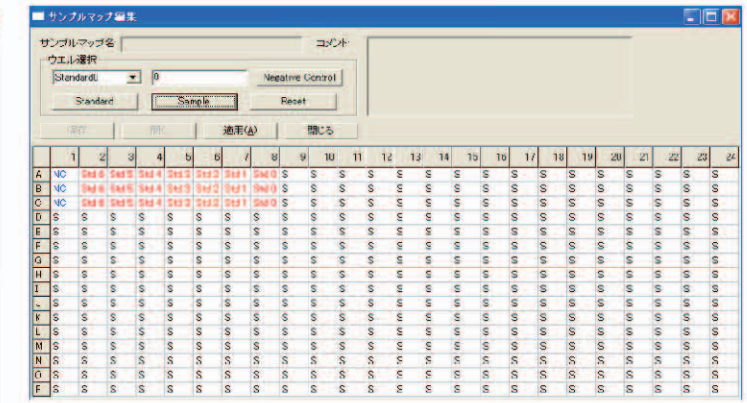 サンプルマップ編集
サンプルマップ名 コメント
ウエル選択
Standard 0 Negative Control
Standard Sample Reset
適用(A) 閉じる
1 2 3 4 5 6 7 8 9 10 11 12 13 14 15 16 17 18 19 20 21 22 23 24
A NC Std 6 Std 5 Std 4 Std 3 Std 2 Std 1 Std 0 S S S S S S S S S S S S S S S S
B NC Std 6 Std 5 Std 4 Std 3 Std 2 Std 1 Std 0 S S S S S S S S S S S S S S S S
C NC Std 6 Std 5 Std 4 Std 3 Std 2 Std 1 Std 0 S S S S S S S S S S S S S S S S
D S S S S S S S S S S S S S S S S S S S S S S S S
E S S S S S S S S S S S S S S S S S S S S S S S S
F S S S S S S S S S S S S S S S S S S S S S S S S
G S S S S S S S S S S S S S S S S S S S S S S S S
H S S S S S S S S S S S S S S S S S S S S S S S S
I S S S S S S S S S S S S S S S S S S S S S S S S
J S S S S S S S S S S S S S S S S S S S S S S S S
K S S S S S S S S S S S S S S S S S S S S S S S S
L S S S S S S S S S S S S S S S S S S S S S S S S
M S S S S S S S S S S S S S S S S S S S S S S S S
N S S S S S S S S S S S S S S S S S S S S S S S S
O S S S S S S S S S S S S S S S S S S S S S S S S
P S S S S S S S S S S S S S S S S S S S S S S S S